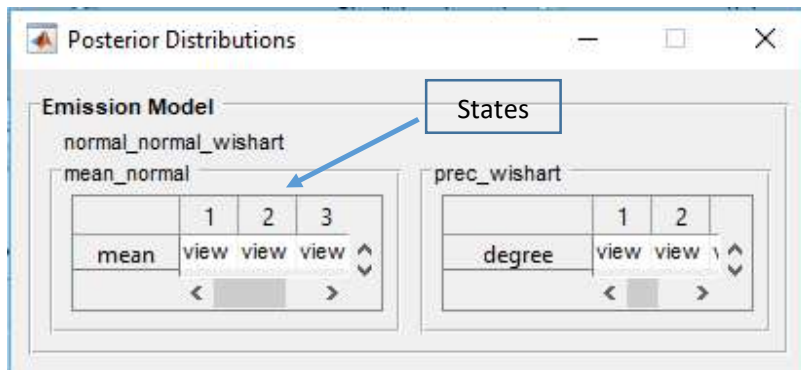 Posterior Distributions
Emission Model
States
normal_normal_wishart
mean_normal
prec_wishart
1 2 3
mean view view view
1 2
degree view view